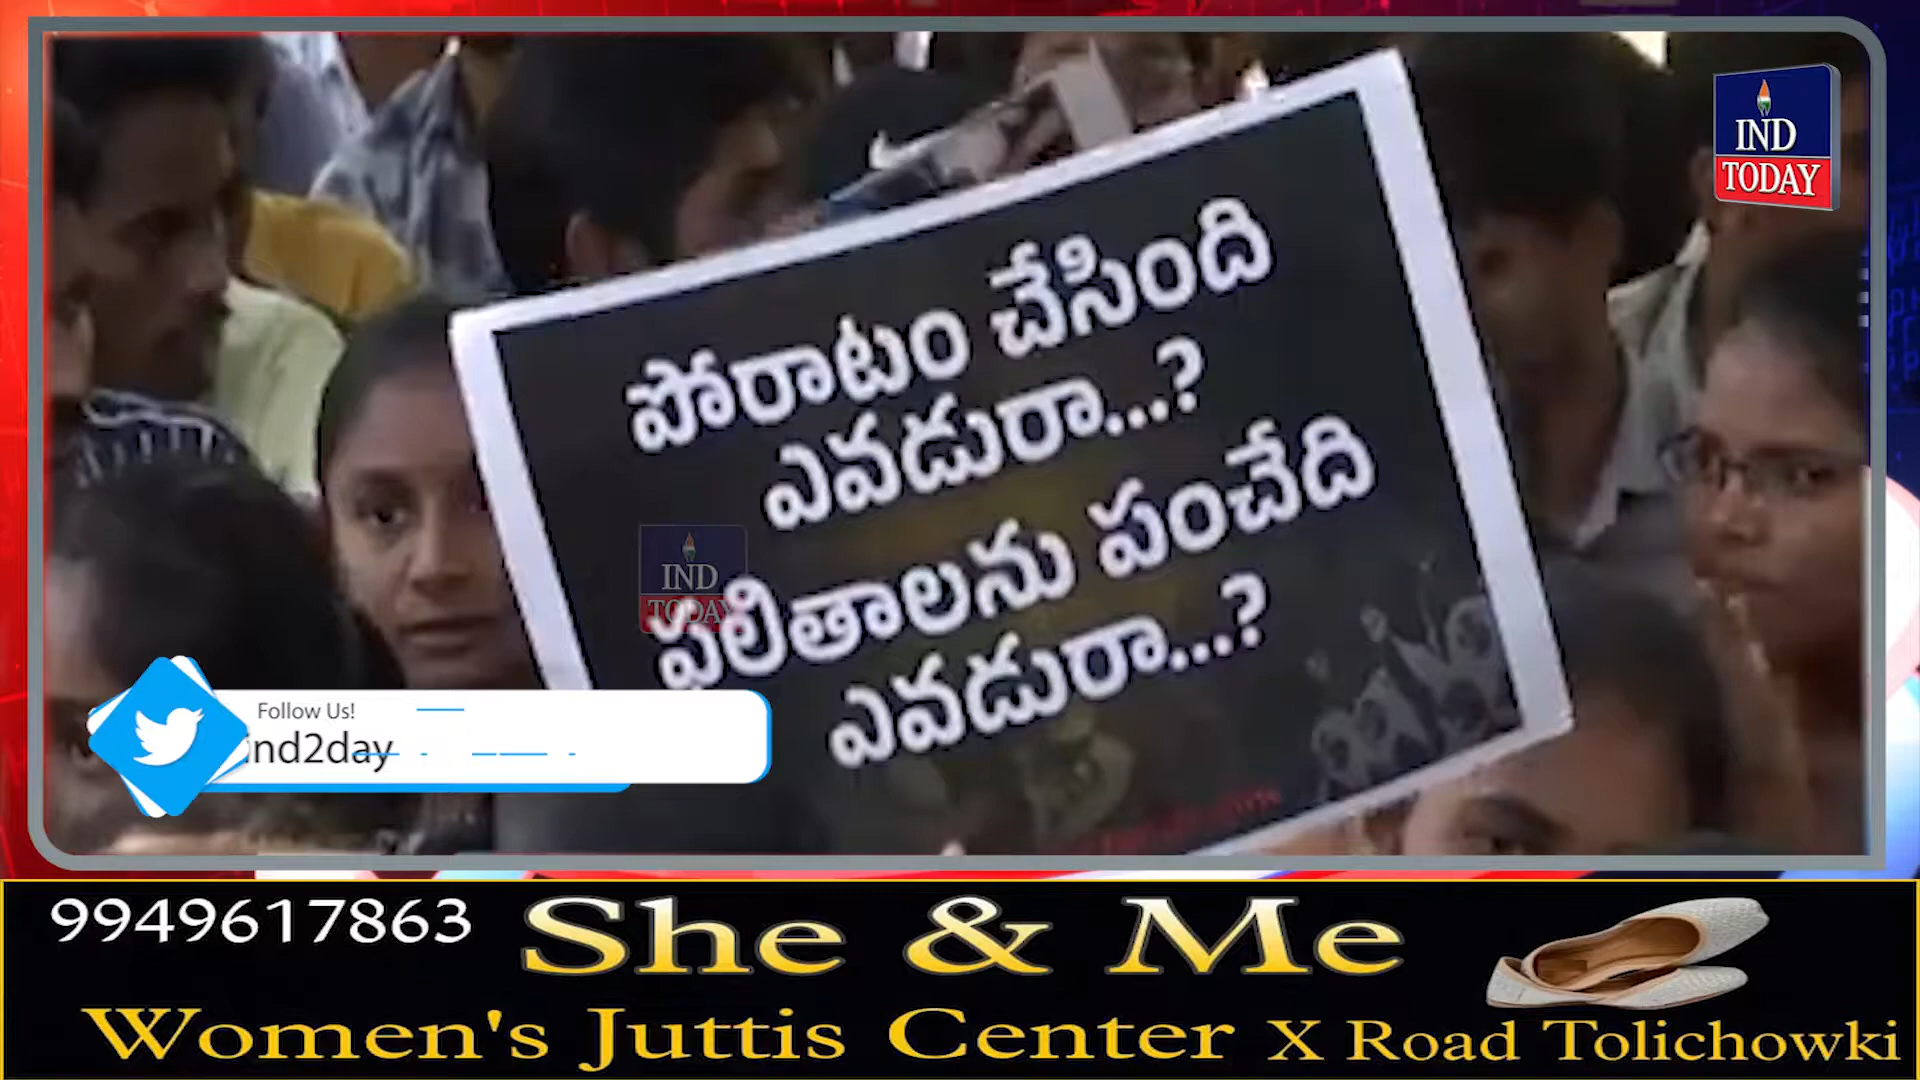 IND
TODAY
పోరాటం చేసింది
ఎవడురా...?
ఫలితాలను పంచేది
ఎవడురా...?
IND
TODAY
Follow Us!
ind2day
9949617863
She & Me
Women's Juttis Center X Road Tolichowki